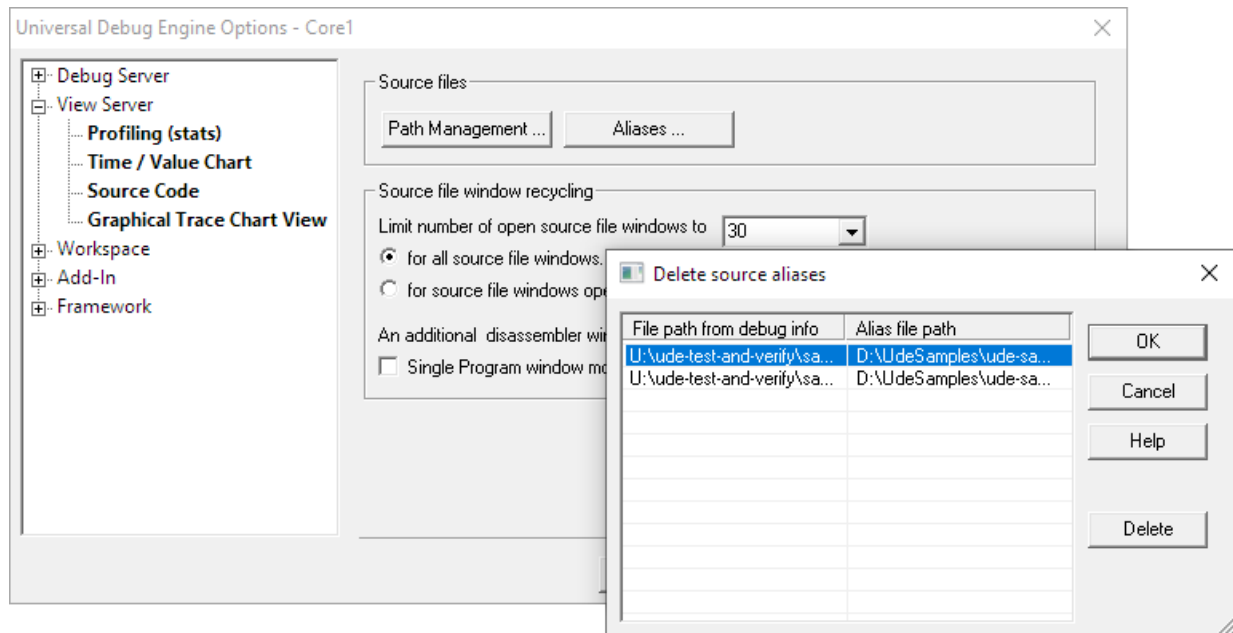 Universal Debug Engine Options - Core1
Debug Server
View Server
Profiling (stats)
Time / Value Chart
Source Code
Graphical Trace Chart View
Workspace
Add-In
Framework
Source files
Path Management ...
Aliases ...
Source file window recycling
Limit number of open source file windows to 30
for all source file windows.
for source file windows ope
An additional disassembler wi
Single Program window mo
Delete source aliases
File path from debug info Alias file path
U:\ude-test-and-verify\sa... D:\UdeSamples\ude-sa...
U:\ude-test-and-verify\sa... D:\UdeSamples\ude-sa...
OK
Cancel
Help
Delete